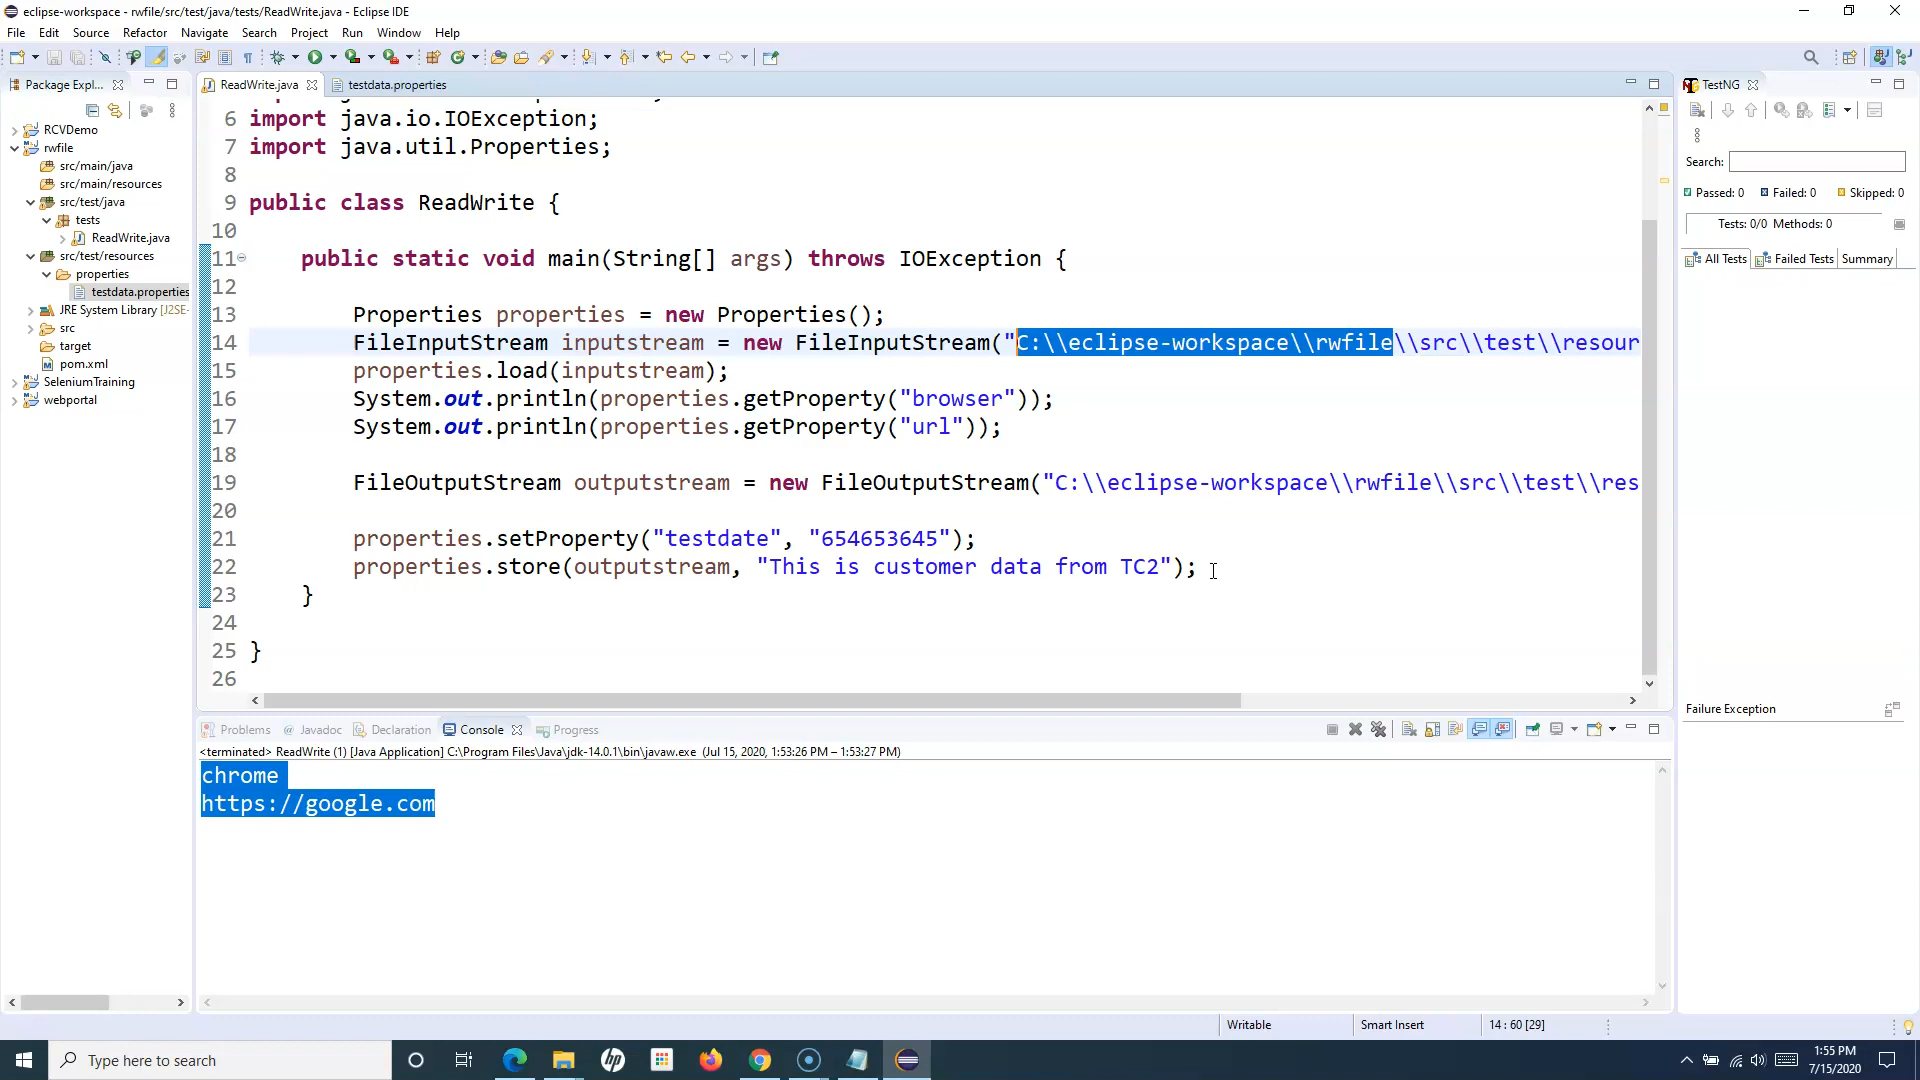 eclipse-workspace - rwfile/src/test/java/tests/ReadWrite.java - Eclipse IDE
File Edit Source Refactor Navigate Search Project Run Window Help
Package Expl...
ReadWrite.java
testdata.properties
TestNG
RCVDemo
rwfile
src/main/java
src/main/resources
src/test/java
tests
ReadWrite.java
src/test/resources
properties
testdata.properties
JRE System Library [J2SE-
src
target
pom.xml
SeleniumTraining
webportal
6 import java.io.IOException;
7 import java.util.Properties;
8
9 public class ReadWrite {
10
11 public static void main(String[] args) throws IOException {
12
13 Properties properties = new Properties();
14 FileInputStream inputstream = new FileInputStream("C:\\eclipse-workspace\\rwfile\\src\\test\\resour
15 properties.load(inputstream);
16 System.out.println(properties.getProperty("browser"));
17 System.out.println(properties.getProperty("url"));
18
19 FileOutputStream outputstream = new FileOutputStream("C:\\eclipse-workspace\\rwfile\\src\\test\\res
20
21 properties.setProperty("testdate", "654653645");
22 properties.store(outputstream, "This is customer data from TC2");
23 }
24
25 }
26
Search:
Passed: 0 Failed: 0 Skipped: 0
Tests: 0/0 Methods: 0
All Tests Failed Tests Summary
Failure Exception
Problems Javadoc Declaration Console Progress
<terminated> ReadWrite (1) [Java Application] C:\Program Files\Java\jdk-14.0.1\bin\javaw.exe (Jul 15, 2020, 1:53:26 PM – 1:53:27 PM)
chrome
https://google.com
Writable Smart Insert 14 : 60 [29]
Type here to search
hp
1:55 PM
7/15/2020